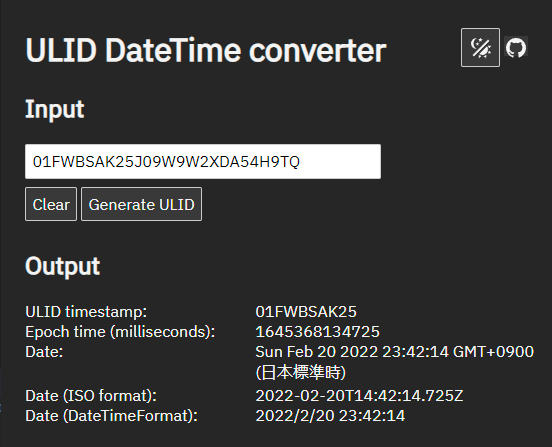 ULID DateTime converter
Input
01FWBSAK25J09W9W2XDA54H9TQ
Clear Generate ULID
Output
ULID timestamp: 01FWBSAK25
Epoch time (milliseconds): 1645368134725
Date: Sun Feb 20 2022 23:42:14 GMT+0900
(日本標準時)
Date (ISO format): 2022-02-20T14:42:14.725Z
Date (DateTimeFormat): 2022/2/20 23:42:14